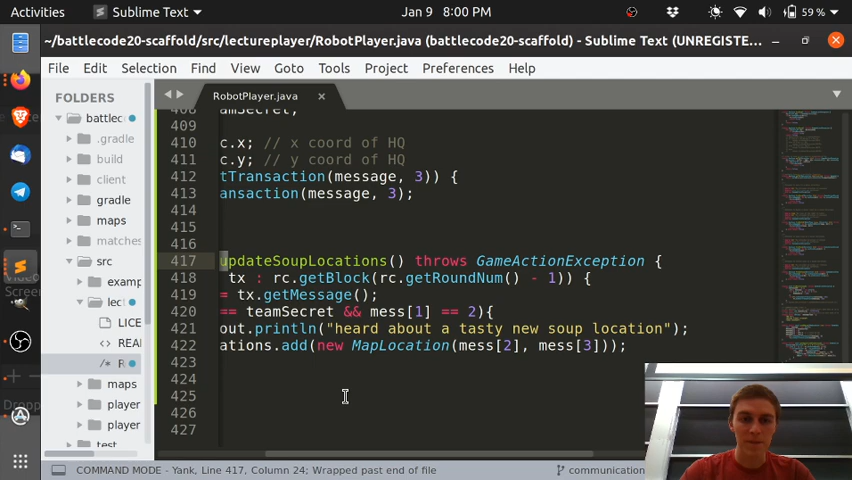 Activities Sublime Text Jan 9 8:00 PM 59 %
~/battlecode20-scaffold/src/lectureplayer/RobotPlayer.java (battlecode20-scaffold) - Sublime Text (UNREGISTE...
File Edit Selection Find View Goto Tools Project Preferences Help
FOLDERS
battlec
.gradle
build
client
gradle
maps
matches
src
examp
lect
LICE
REA
R
maps
player
player
test
RobotPlayer.java
408 amSecret;
409
410 c.x; // x coord of HQ
411 c.y; // y coord of HQ
412 tTransaction(message, 3)) {
413 ansaction(message, 3);
414
415
416
417 updateSoupLocations() throws GameActionException {
418 tx : rc.getBlock(rc.getRoundNum() - 1)) {
419 = tx.getMessage();
420 == teamSecret && mess[1] == 2){
421 out.println("heard about a tasty new soup location");
422 ations.add(new MapLocation(mess[2], mess[3]));
423
424
425
426
427
COMMAND MODE - Yank, Line 417, Column 24; Wrapped past end of file communication